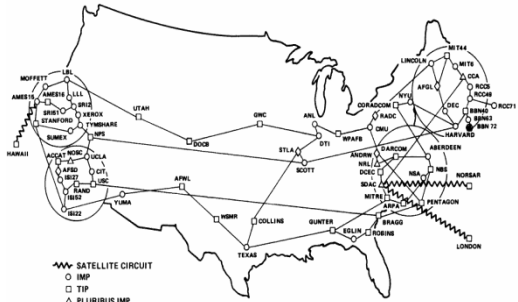 MOFFETT
LBL
AMES15
AMES16
LLL
SRI2
SRI51
XEROX
STANFORD
TYMSHARE
SUMEX
NPS
HAWAII
ACCAT
NOSC
UCLA
AFSD
CIT
ISI27
RAND
USC
ISI52
ISI22
YUMA
AFWL
WSMR
UTAH
DOCB
GWC
ANL
DTI
WPAFB
STLA
SCOTT
COLLINS
TEXAS
GUNTER
EGLIN
ROBINS
BRAGG
LINCOLN
MIT44
MIT6
CCA
RCC5
RCC49
RCC71
AFGL
DEC
NYU
CORADCOM
RADC
CMU
BBN40
BBN63
BBN 72
HARVARD
ABERDEEN
DARCOM
ANDRW
NRL
DCEC
NSA
NBS
SDAC
NORSAR
MITRE
ARPA
PENTAGON
LONDON
SATELLITE CIRCUIT
IMP
TIP
PLURIBUS IMP